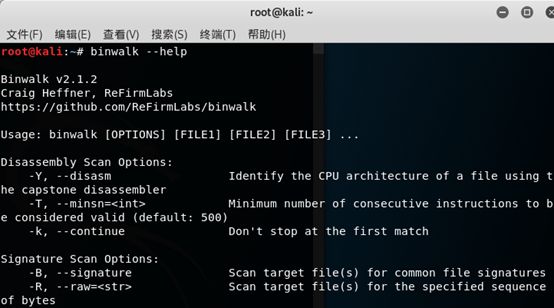 root@kali: ~
文件(F) 编辑(E) 查看(V) 搜索(S) 终端(T) 帮助(H)
root@kali:~# binwalk --help
Binwalk v2.1.2
Craig Heffner, ReFirmLabs
https://github.com/ReFirmLabs/binwalk
Usage: binwalk [OPTIONS] [FILE1] [FILE2] [FILE3] ...
Disassembly Scan Options:
-Y, --disasm Identify the CPU architecture of a file using t
he capstone disassembler
-T, --minsn=<int> Minimum number of consecutive instructions to b
e considered valid (default: 500)
-k, --continue Don't stop at the first match
Signature Scan Options:
-B, --signature Scan target file(s) for common file signatures
-R, --raw=<str> Scan target file(s) for the specified sequence
of bytes